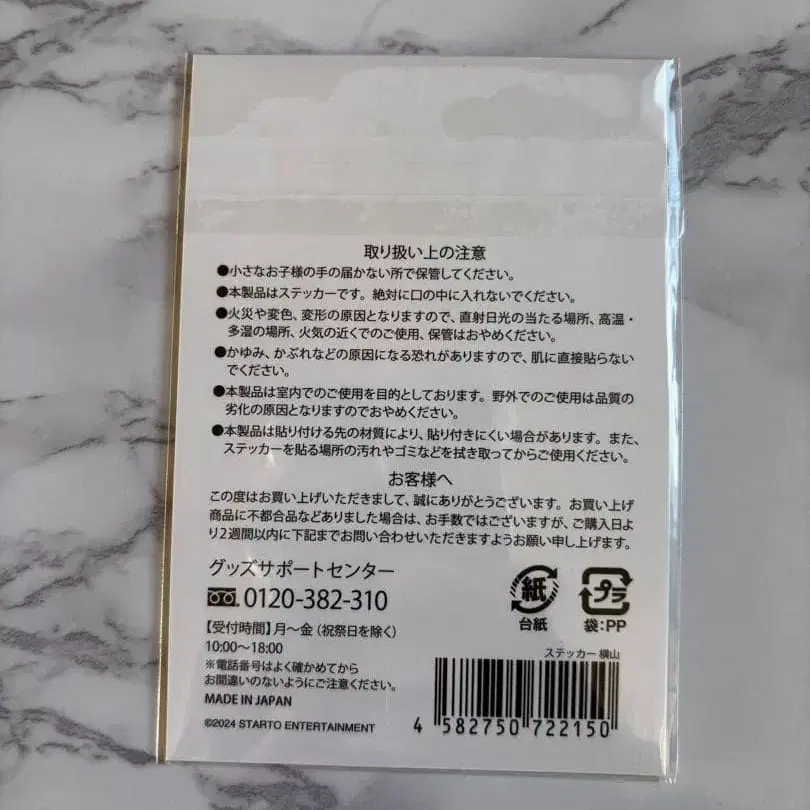 取り扱い上の注意
●小さなお子様の手の届かない所で保管してください。
●本製品はステッカーです。絶対に口の中に入れないでください。
●火災や変色、変形の原因となりますので、直射日光の当たる場所、高温・
多湿の場所、火気の近くでのご使用、保管はおやめください。
●かゆみ、かぶれなどの原因になる恐れがありますので、肌に直接貼らない
でください。
●本製品は室内でのご使用を目的としております。野外でのご使用は品質の
劣化の原因となりますのでおやめください。
●本製品は貼り付ける先の材質により、貼り付きにくい場合があります。また、
ステッカーを貼る場所の汚れやゴミなどを拭き取ってからご使用ください。
お客様へ
この度はお買い上げいただきまして、誠にありがとうございます。お買い上げ
商品に不都合品などありました場合は、お手数ではございますが、ご購入日よ
り2週間以内に下記までお問い合わせいただきますようお願い申し上げます。
グッズサポートセンター
0120-382-310
【受付時間】月〜金（祝祭日を除く）
10:00〜18:00
※電話番号はよく確かめてから
お間違いのないようにご注意ください。
MADE IN JAPAN
©2024 STARTO ENTERTAINMENT
紙
台紙
プラ
袋:PP
ステッカー 横山
4 582750 722150